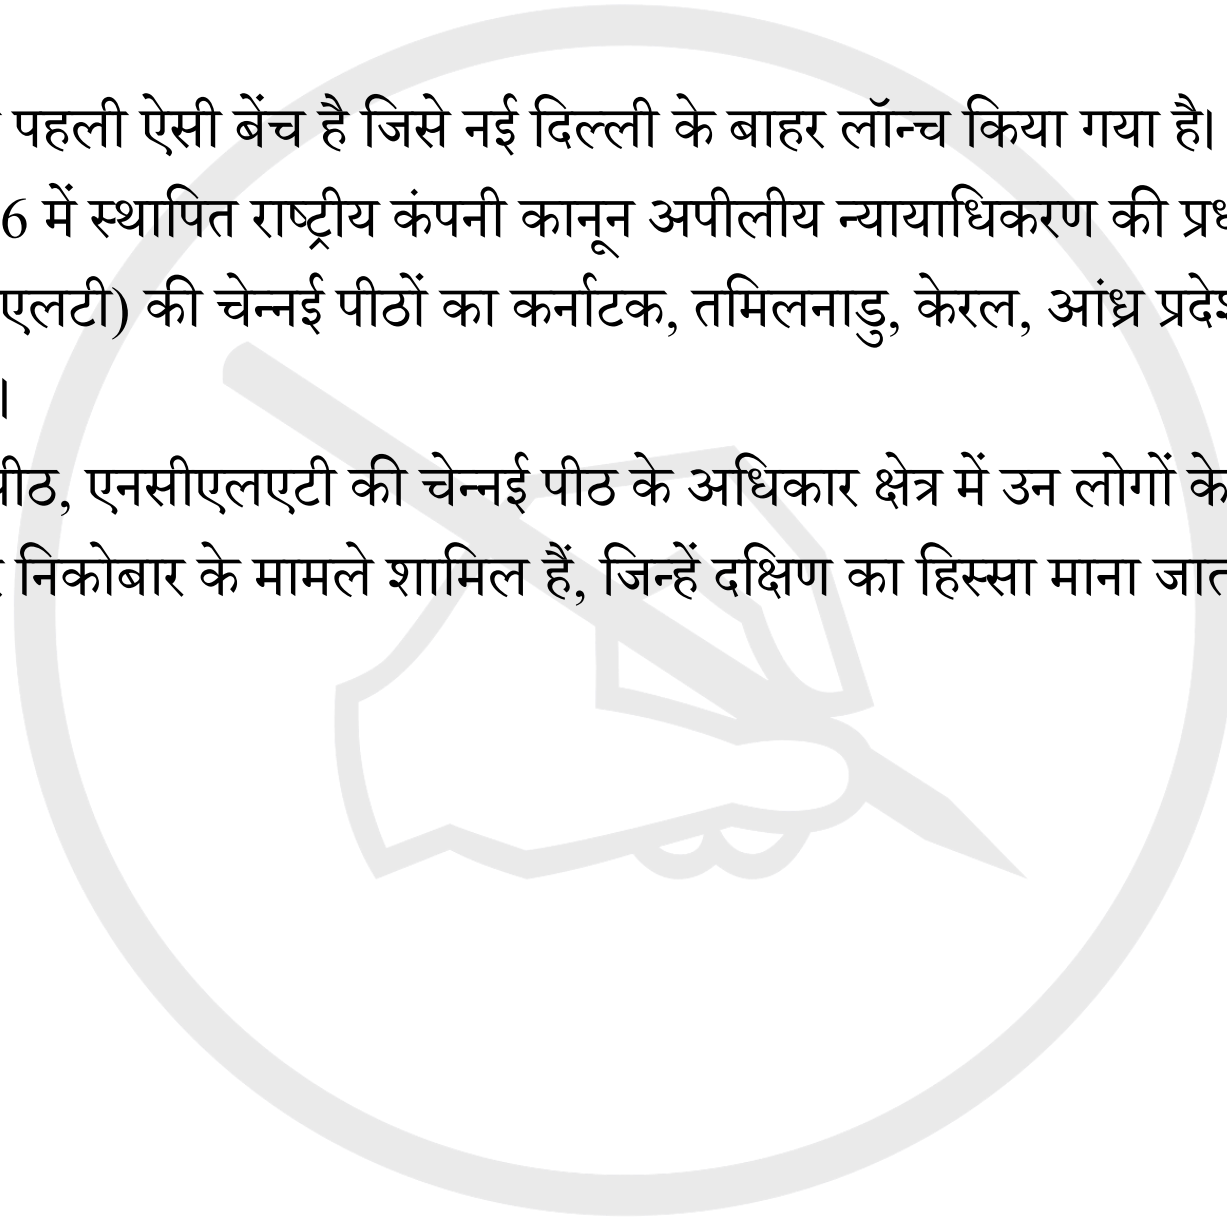 पहली ऐसी बेंच है जिसे नई दिल्ली के बाहर लॉन्च किया गया है।
6 में स्थापित राष्ट्रीय कंपनी कानून अपीलीय न्यायाधिकरण की
एलटी) की चेन्नई पीठों का कर्नाटक, तमिलनाडु, केरल, आंध्र
।
एनसीएलएटी की चेन्नई पीठ के अधिकार क्षेत्र में उन लोगों के
निकोबार के मामले शामिल हैं, जिन्हें दक्षिण का हिस्सा माना